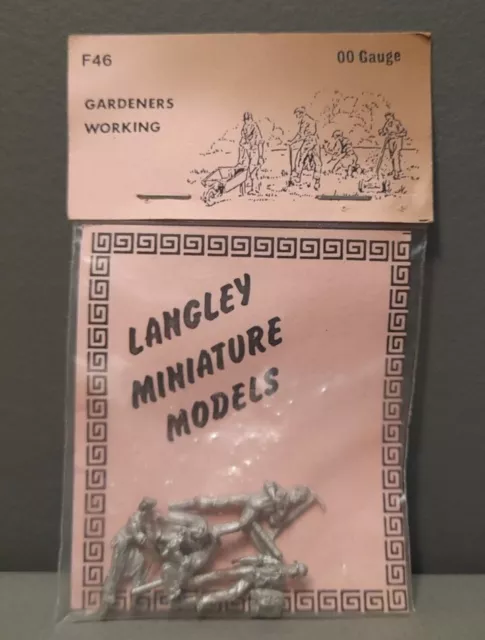 F46
00 Gauge
GARDENERS
WORKING
LANGLEY
MINIATURE
MODELS